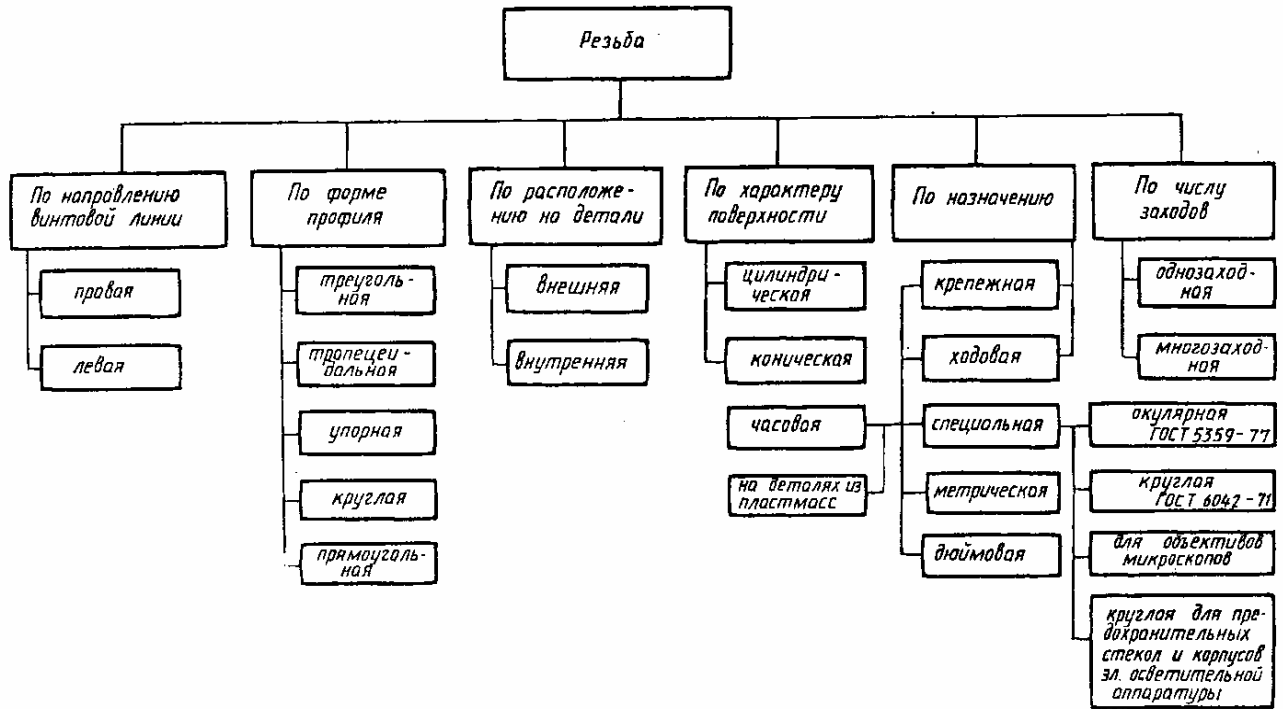 Резьба
По направлению
винтовой линии
правая
левая
По форме
профиля
треуголь-
ная
трапецеи-
дальная
упорная
круглая
прямоуголь-
ная
По расположе-
нию на детали
внешняя
внутренняя
По характеру
поверхности
цилиндри-
ческая
коническая
часовая
на деталях из
пластмасс
По назначению
крепежная
ходовая
специальная
метрическая
дюймовая
По числу
заходов
однозаход-
ная
многозаход-
ная
окулярная
ГОСТ 5359-77
круглая
ГОСТ 6042-71
для объективов
микроскопов
круглая для пре-
дохранительных
стекол и корпусов
эл. осветительной
аппаратуры